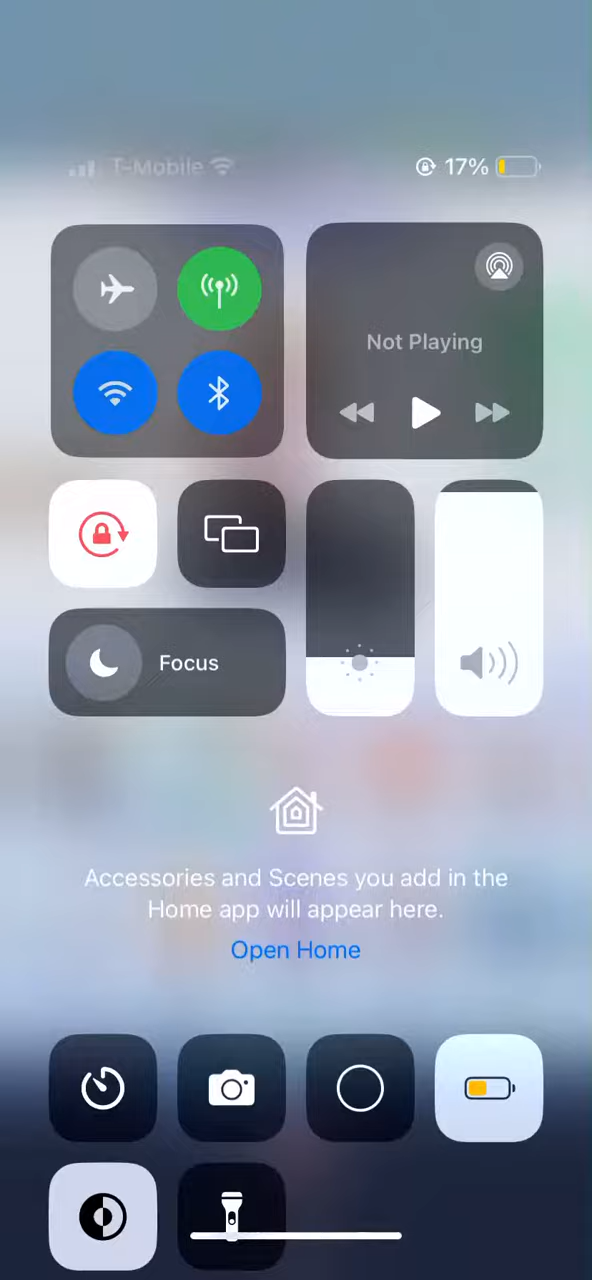 T-Mobile 17%
Not Playing
Focus
Accessories and Scenes you add in the
Home app will appear here.
Open Home